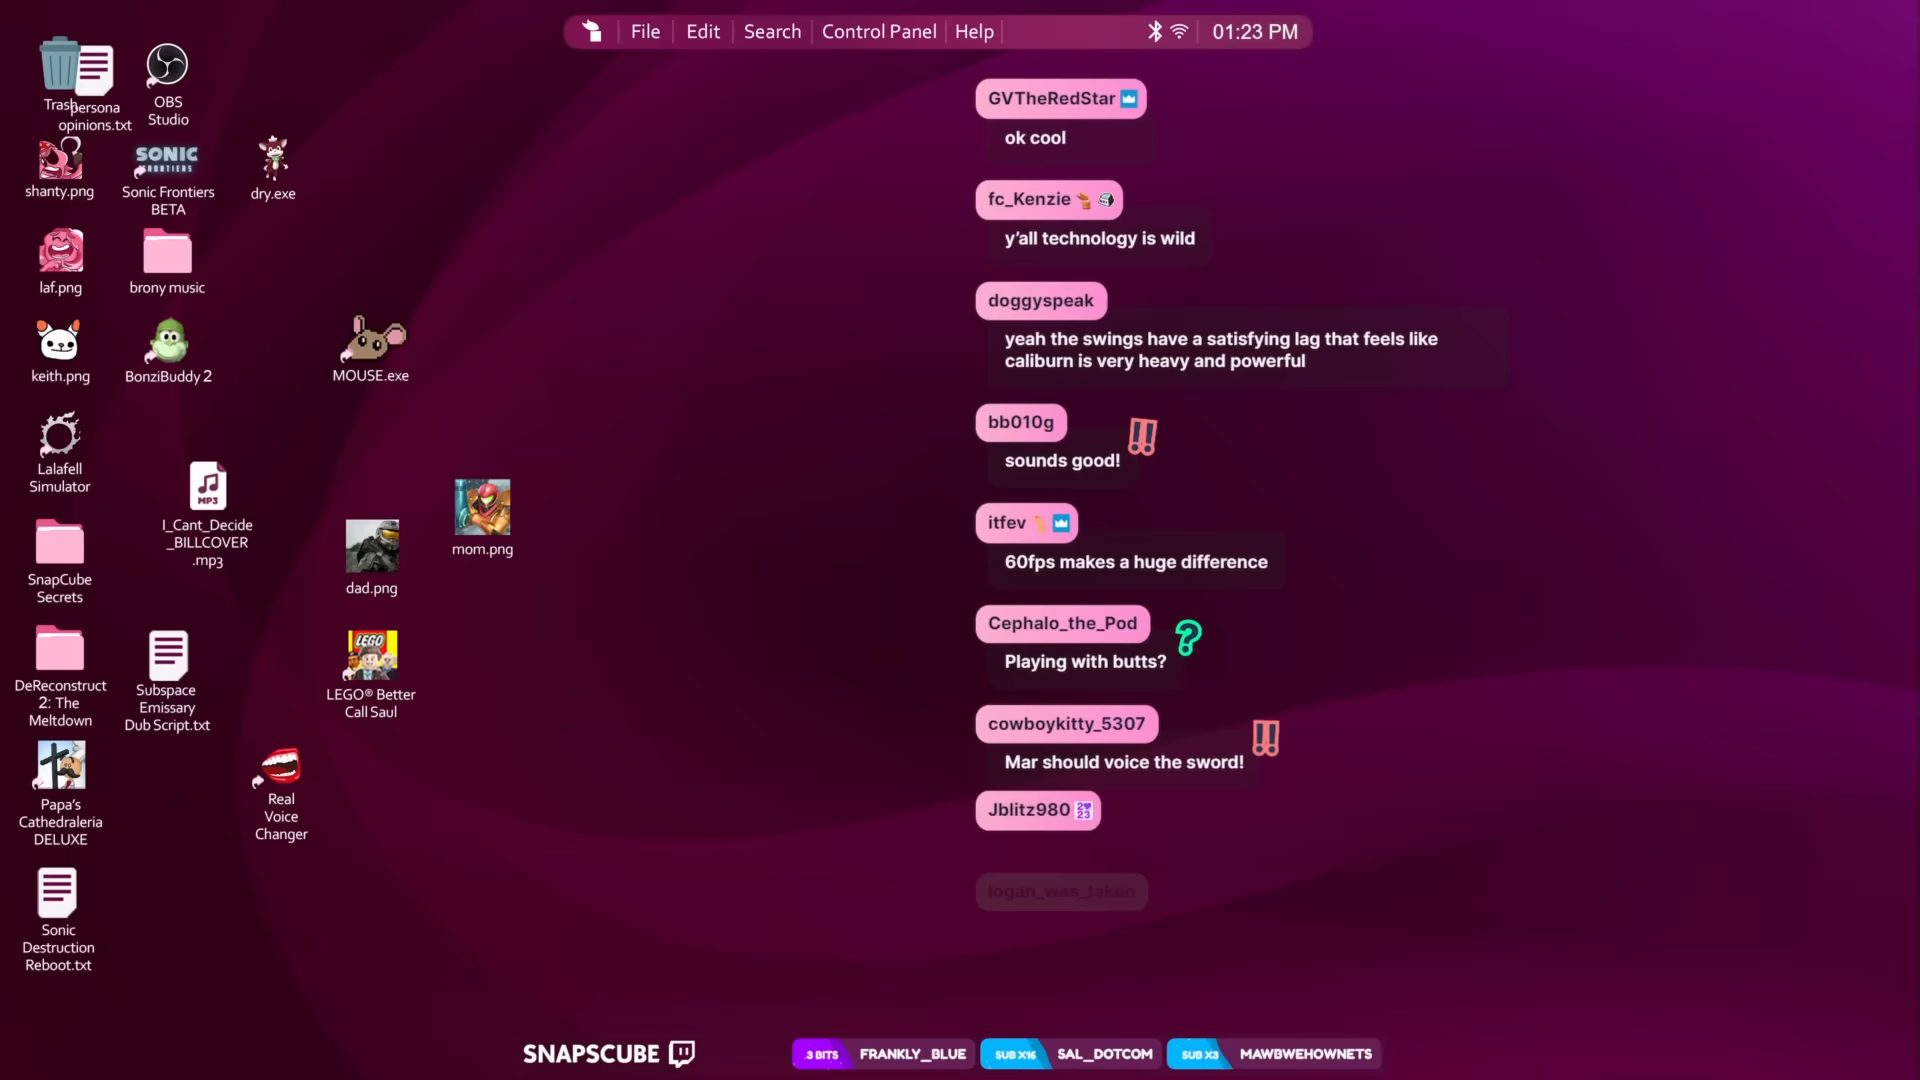 File
Edit
Search
Control Panel
Help
01:23 PM
Trash
persona
opinions.txt
OBS
Studio
shanty.png
SONIC
FRONTIERS
Sonic Frontiers
BETA
dry.exe
laf.png
brony music
keith.png
BonziBuddy 2
MOUSE.exe
Lalafell
Simulator
MP3
I_Cant_Decide
_BILLCOVER
.mp3
mom.png
dad.png
SnapCube
Secrets
DeReconstruct
2: The
Meltdown
Subspace
Emissary
Dub Script.txt
LEGO
LEGO® Better
Call Saul
Papa's
Cathedraleria
DELUXE
Real
Voice
Changer
Sonic
Destruction
Reboot.txt
GVTheRedStar
ok cool
fc_Kenzie
y'all technology is wild
doggyspeak
yeah the swings have a satisfying lag that feels like
caliburn is very heavy and powerful
bb010g
sounds good!
itfev
60fps makes a huge difference
Cephalo_the_Pod
Playing with butts?
cowboykitty_5307
Mar should voice the sword!
Jblitz980
logan_was_taken
SNAPSCUBE
3 BITS FRANKLY_BLUE
SUB X16 SAL_DOTCOM
SUB X3 MAWBWEHOWNETS